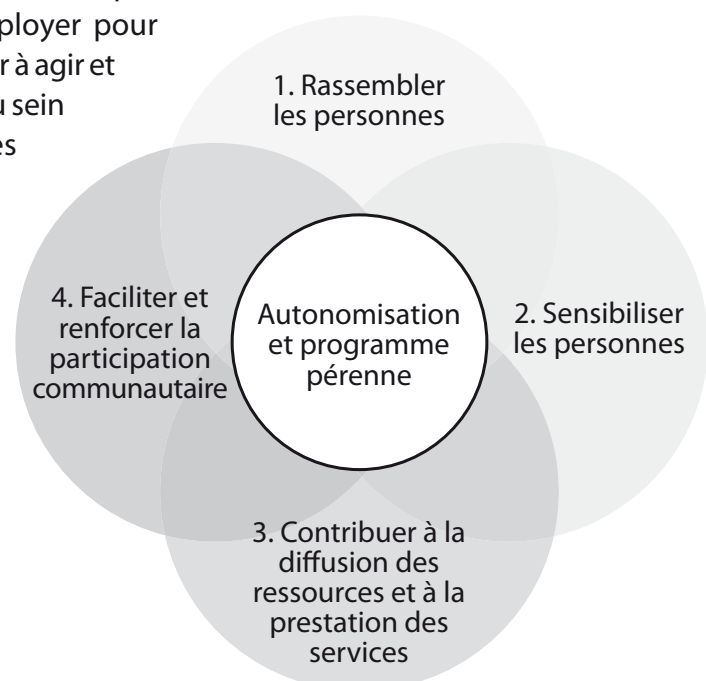 ployer pour
r à agir et
u sein
es
1. Rassembler
les personnes
2. Sensibiliser
les personnes
3. Contribuer à la
diffusion des
ressources et à la
prestation des
services
4. Faciliter et
renforcer la
participation
communautaire
Autonomisation
et programme
pérenne